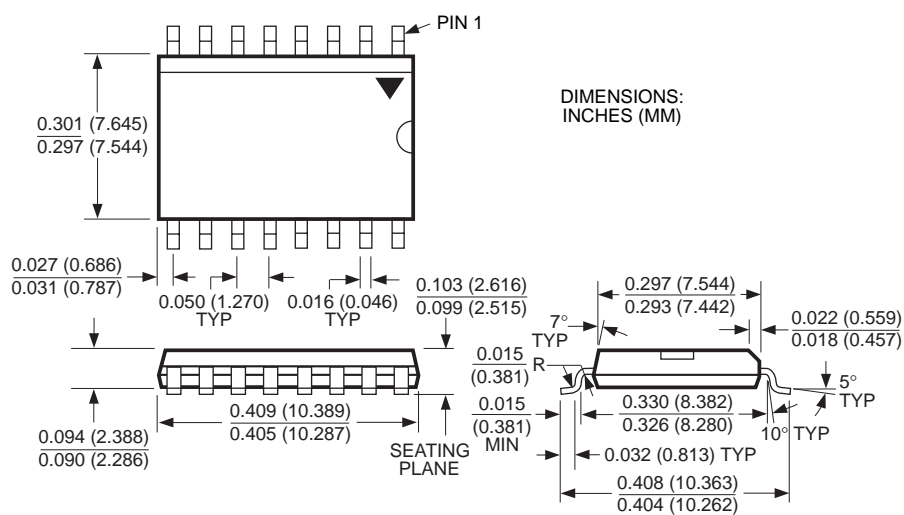 PIN 1
DIMENSIONS:
INCHES (MM)
0.301 (7.645)
0.297 (7.544)
0.027 (0.686)
0.031 (0.787)
0.050 (1.270)
TYP
0.016 (0.046)
TYP
0.103 (2.616)
0.099 (2.515)
0.094 (2.388)
0.090 (2.286)
0.409 (10.389)
0.405 (10.287)
SEATING
PLANE
0.297 (7.544)
0.293 (7.442)
7°
TYP
0.022 (0.559)
0.018 (0.457)
0.015
(0.381)
R
0.015
(0.381)
MIN
0.330 (8.382)
0.326 (8.280)
5°
TYP
10° TYP
0.032 (0.813) TYP
0.408 (10.363)
0.404 (10.262)